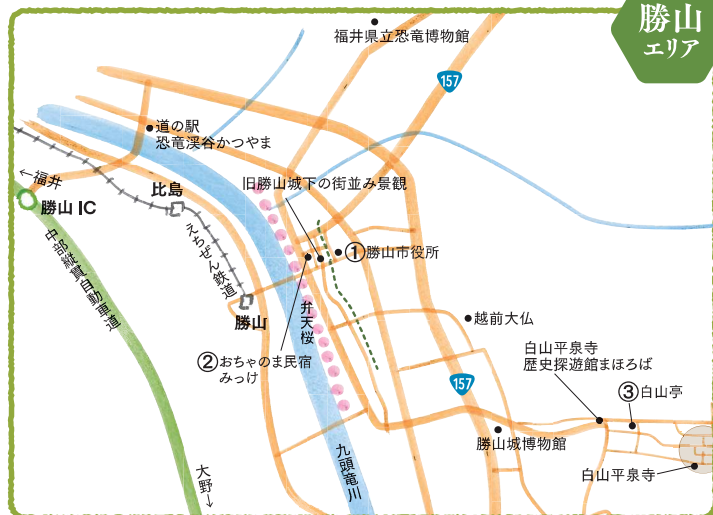 勝山
エリア
福井県立恐竜博物館
157
道の駅
恐竜渓谷かつやま
旧勝山城下の街並み景観
←福井
比島
勝山 IC
えちぜん鉄道
①勝山市役所
中部縦貫自動車道
勝山
弁天桜
越前大仏
②おちゃのま民宿
みっけ
白山平泉寺
歴史探遊館まほろば
157
③白山亭
勝山城博物館
九頭竜川
白山平泉寺
大野→